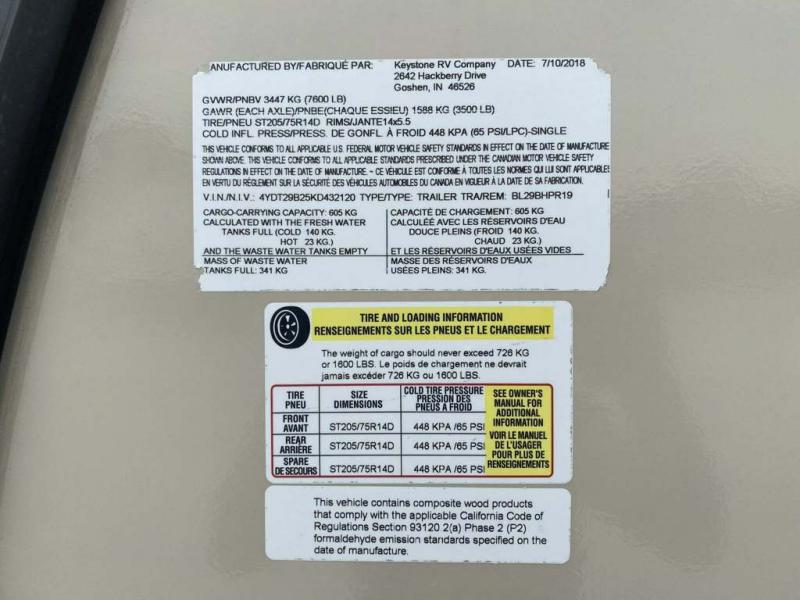 ANUFACTURED BY/FABRIQUÉ PAR: Keystone RV Company DATE: 7/10/2018
2642 Hackberry Drive
Goshen, IN 46526
GVWR/PNBV 3447 KG (7600 LB)
GAWR (EACH AXLE)/PNBE(CHAQUE ESSIEU) 1588 KG (3500 LB)
TIRE/PNEU ST205/75R14D RIMS/JANTE14x5.5
COLD INFL. PRESS/PRESS. DE GONFL. À FROID 448 KPA (65 PSI/LPC)-SINGLE
THIS VEHICLE CONFORMS TO ALL APPLICABLE U.S. FEDERAL MOTOR VEHICLE SAFETY STANDARDS IN EFFECT ON THE DATE OF MANUFACTURE
SHOWN ABOVE. THIS VEHICLE CONFORMS TO ALL APPLICABLE STANDARDS PRESCRIBED UNDER THE CANADIAN MOTOR VEHICLE SAFETY
REGULATIONS IN EFFECT ON THE DATE OF MANUFACTURE. - CE VÉHICULE EST CONFORME À TOUTES LES NORMES QUI LUI SONT APPLICABLES
EN VERTU DU RÈGLEMENT SUR LA SÉCURITÉ DES VÉHICULES AUTOMOBILES DU CANADA EN VIGUEUR À LA DATE DE SA FABRICATION.
V.I.N./N.I.V.: 4YDT29B25KD432120 TYPE/TYPE: TRAILER TRA/REM: BL29BHPR19
CARGO-CARRYING CAPACITY: 605 KG
CALCULATED WITH THE FRESH WATER
TANKS FULL (COLD 140 KG.
HOT 23 KG.)
AND THE WASTE WATER TANKS EMPTY
MASS OF WASTE WATER
TANKS FULL: 341 KG
CAPACITÉ DE CHARGEMENT: 605 KG
CALCULÉE AVEC LES RÉSERVOIRS D'EAU
DOUCE PLEINS (FROID 140 KG.
CHAUD 23 KG.)
ET LES RÉSERVOIRS D'EAUX USÉES VIDES
MASSE DES RÉSERVOIRS D'EAUX
USÉES PLEINS: 341 KG.
TIRE AND LOADING INFORMATION
RENSEIGNEMENTS SUR LES PNEUS ET LE CHARGEMENT
The weight of cargo should never exceed 726 KG
or 1600 LBS. Le poids de chargement ne devrait
jamais excéder 726 KG ou 1600 LBS.
TIRE
PNEU
SIZE
DIMENSIONS
COLD TIRE PRESSURE
PRESSION DES
PNEUS À FROID
FRONT
AVANT
ST205/75R14D 448 KPA /65 PSI
REAR
ARRIÈRE
ST205/75R14D 448 KPA /65 PSI
SPARE
DE SECOURS
ST205/75R14D 448 KPA /65 PSI
SEE OWNER'S
MANUAL FOR
ADDITIONAL
INFORMATION
VOIR LE MANUEL
DE L'USAGER
POUR PLUS DE
RENSEIGNEMENTS
This vehicle contains composite wood products
that comply with the applicable California Code of
Regulations Section 93120 2(a) Phase 2 (P2)
formaldehyde emission standards specified on the
date of manufacture.